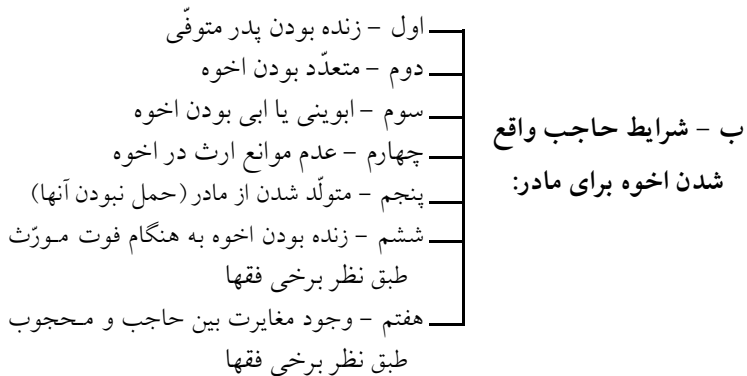 ب – شرایط حاجب واقع
شدن اخوه برای مادر:
اول – زنده بودن پدر متوفّی
دوم – متعدّد بودن اخوه
سوم – ابوینی یا ابی بودن اخوه
چهارم – عدم موانع ارث در اخوه
پنجم – متولّد شدن از مادر (حمل نبودن آنها)
ششم – زنده بودن اخوه به هنگام فوت مـورّث
طبق نظر برخی فقها
هفتم – وجود مغایرت بین حاجب و مـحجوب
طبق نظر برخی فقها